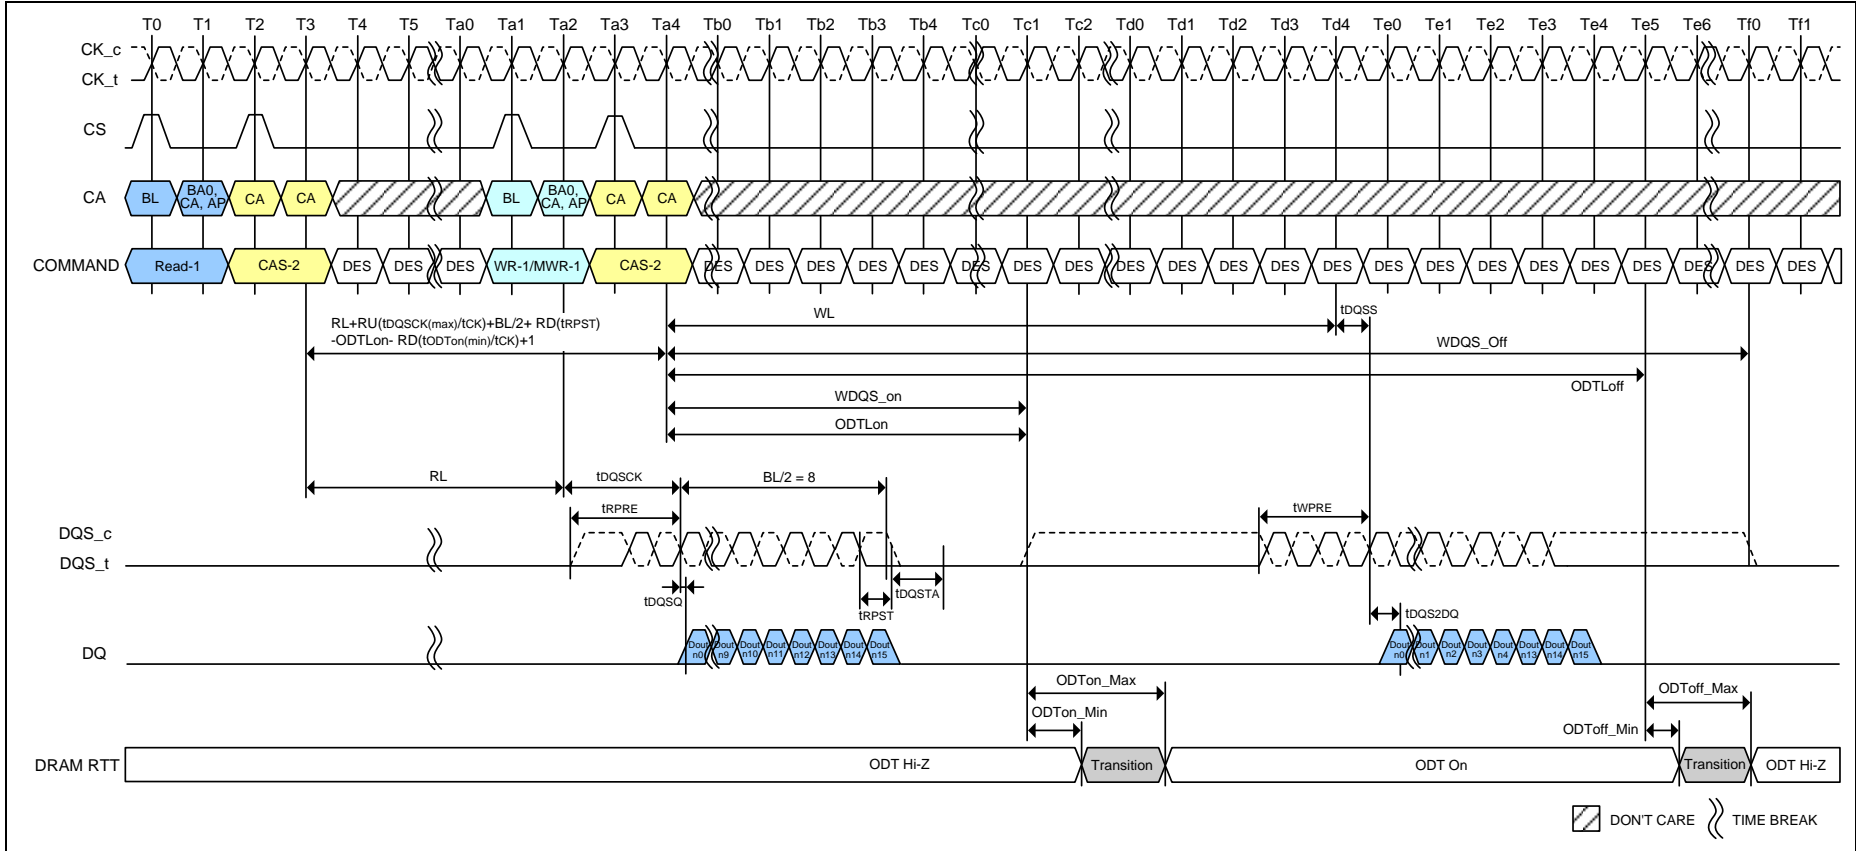 T0 T1 T2 T3 T4 T5 Ta0 Ta1 Ta2 Ta3 Ta4 Tb0 Tb1 Tb2 Tb3 Tb4 Tc0 Tc1 Tc2 Td0 Td1 Td2 Td3 Td4 Te0 Te1 Te2 Te3 Te4 Te5 Te6 Tf0 Tf1
CK_c
CK_t
CS
CA BL BA0, CA, AP CA CA BL BA0, CA, AP CA CA
COMMAND Read-1 CAS-2 DES DES DES WR-1/MWR-1 CAS-2 DES DES DES DES DES DES DES DES DES DES DES DES DES DES DES DES DES DES DES DES DES DES
RL+RU(tDQSCK(max)/tCK)+BL/2+ RD(tRPST)
-ODTLon- RD(tODTon(min)/tCK)+1
WL
tDQSS
WDQS_Off
ODTLoff
WDQS_on
ODTLon
RL tDQSCK BL/2 = 8
tRPRE
tWPRE
DQS_c
DQS_t
tDQSQ
tDQSTA
tRPST
tDQS2DQ
DQ Dout n0 Dout n9 Dout n10 Dout n11 Dout n12 Dout n13 Dout n14 Dout n15 Dout n0 Dout n1 Dout n2 Dout n3 Dout n4 Dout n13 Dout n14 Dout n15
ODTon_Max
ODTon_Min
ODToff_Max
ODToff_Min
DRAM RTT ODT Hi-Z Transition ODT On Transition ODT Hi-Z
DON'T CARE TIME BREAK